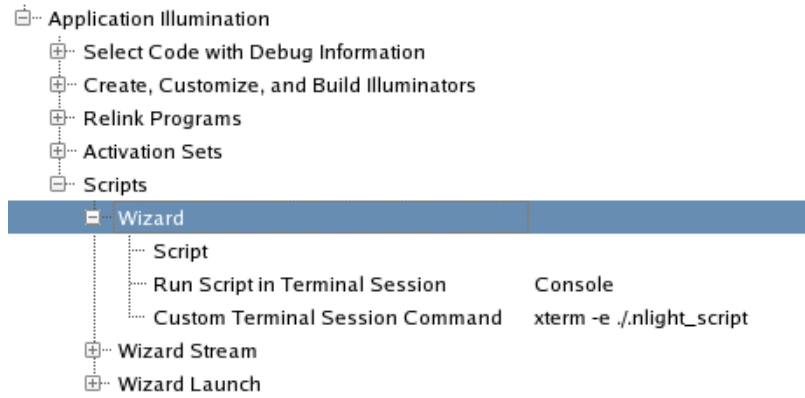 Application Illumination
Select Code with Debug Information
Create, Customize, and Build Illuminators
Relink Programs
Activation Sets
Scripts
Wizard
Script
Run Script in Terminal Session Console
Custom Terminal Session Command xterm -e ./.nlight_script
Wizard Stream
Wizard Launch